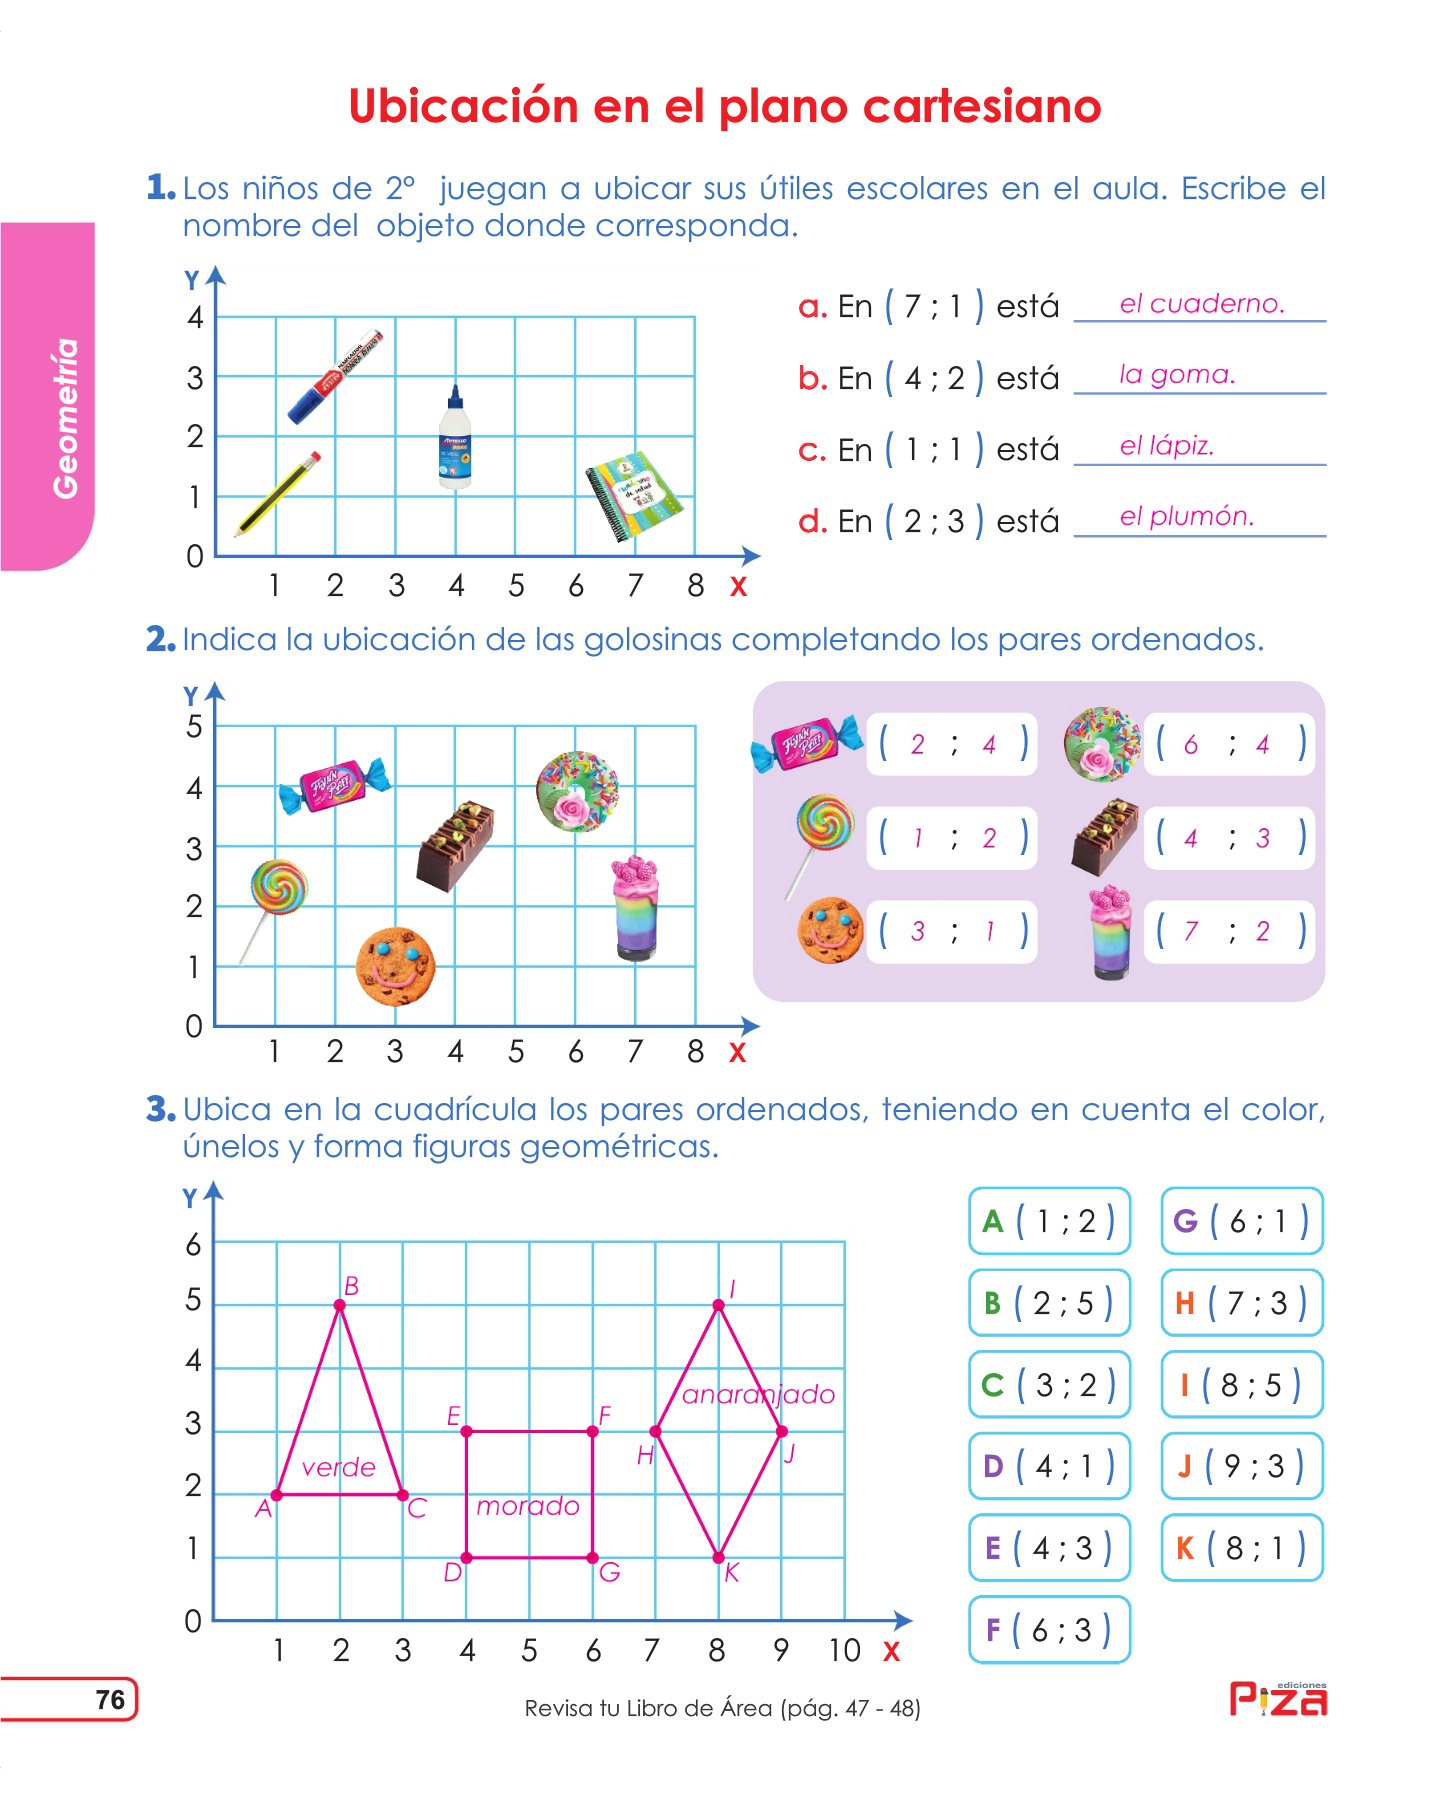 Ubicación en el plano cartesiano
1. Los niños de 2° juegan a ubicar sus útiles escolares en el aula. Escribe el
nombre del objeto donde corresponda.
Geometría
Y
4
3
2
1
0
1 2 3 4 5 6 7 8 X
a. En ( 7 ; 1 ) está el cuaderno.
b. En ( 4 ; 2 ) está la goma.
c. En ( 1 ; 1 ) está el lápiz.
d. En ( 2 ; 3 ) está el plumón.
2. Indica la ubicación de las golosinas completando los pares ordenados.
Y
5
4
3
2
1
0
1 2 3 4 5 6 7 8 X
FLYNN
PAFF
FLYNN
PAFF
( 2 ; 4 ) ( 6 ; 4 )
( 1 ; 2 ) ( 4 ; 3 )
( 3 ; 1 ) ( 7 ; 2 )
3. Ubica en la cuadrícula los pares ordenados, teniendo en cuenta el color,
únelos y forma figuras geométricas.
Y
6
5
4
3
2
1
0
1 2 3 4 5 6 7 8 9 10 X
B
I
anaranjado
E F
H J
verde
A C
morado
D G K
A ( 1 ; 2 ) G ( 6 ; 1 )
B ( 2 ; 5 ) H ( 7 ; 3 )
C ( 3 ; 2 ) I ( 8 ; 5 )
D ( 4 ; 1 ) J ( 9 ; 3 )
E ( 4 ; 3 ) K ( 8 ; 1 )
F ( 6 ; 3 )
76
Revisa tu Libro de Área (pág. 47 - 48)
ediciones
Piza